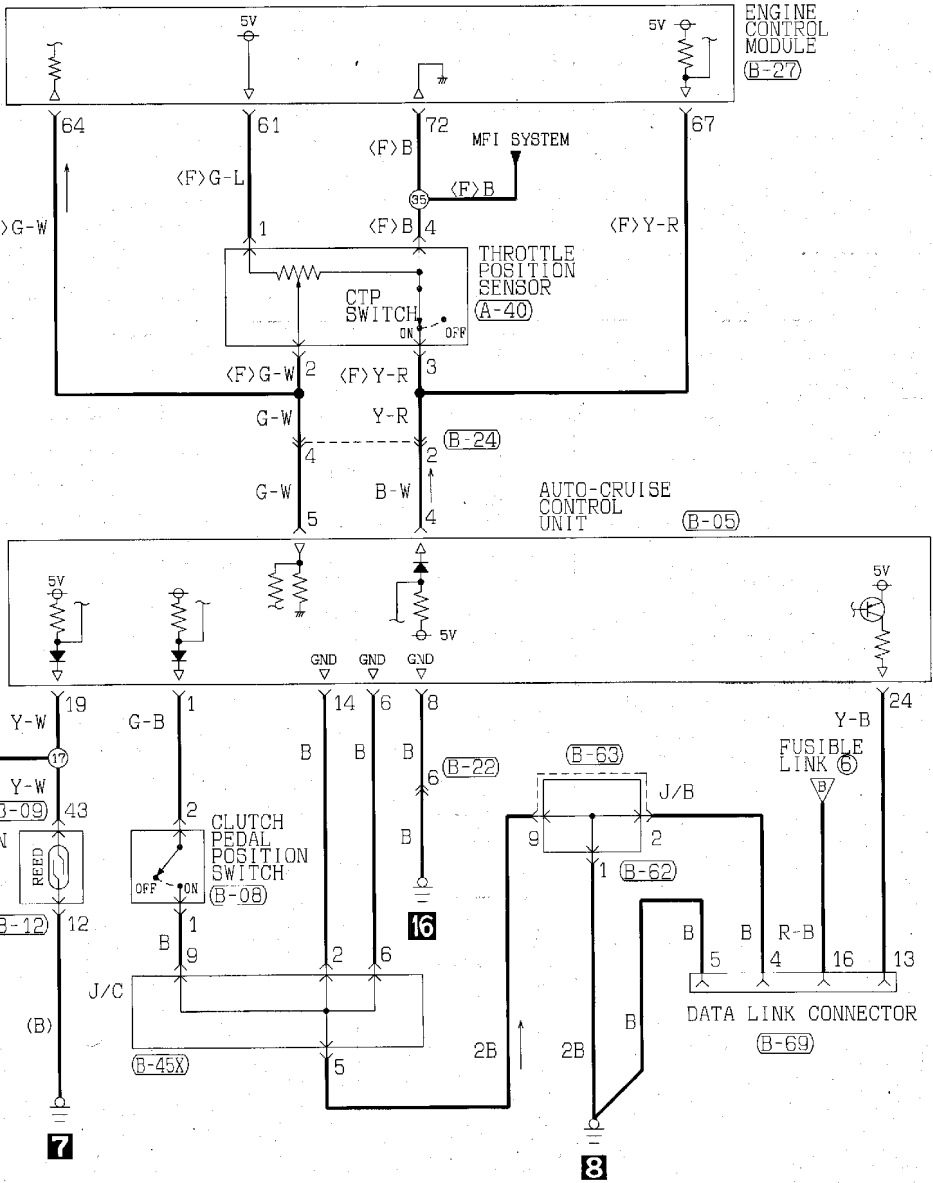 5V
5V
ENGINE
CONTROL
MODULE
(B-27)
64
61
72
67
MFI SYSTEM
⟨F⟩B
⟨F⟩G-L
35
⟨F⟩B
⟩G-W
1
⟨F⟩B
4
⟨F⟩Y-R
THROTTLE
POSITION
SENSOR
(A-40)
CTP
SWITCH
ON
OFF
2
3
⟨F⟩G-W
⟨F⟩Y-R
G-W
Y-R
(B-24)
4
2
G-W
B-W
AUTO-CRUISE
CONTROL
UNIT
(B-05)
5
4
5V
5V
5V
GND
GND
GND
19
1
14
6
8
24
Y-W
G-B
Y-B
17
B
B
B
6
(B-22)
(B-63)
FUSIBLE
LINK ⑥
B
J/B
Y-W
B-09)
43
2
9
2
N
REED
CLUTCH
PEDAL
POSITION
SWITCH
(B-08)
OFF
ON
B
1
(B-62)
B-12)
12
1
16
B
9
2
6
B
B
R-B
5
4
16
13
J/C
DATA LINK CONNECTOR
(B-69)
(B)
B
2B
2B
(B-45X)
5
7
8